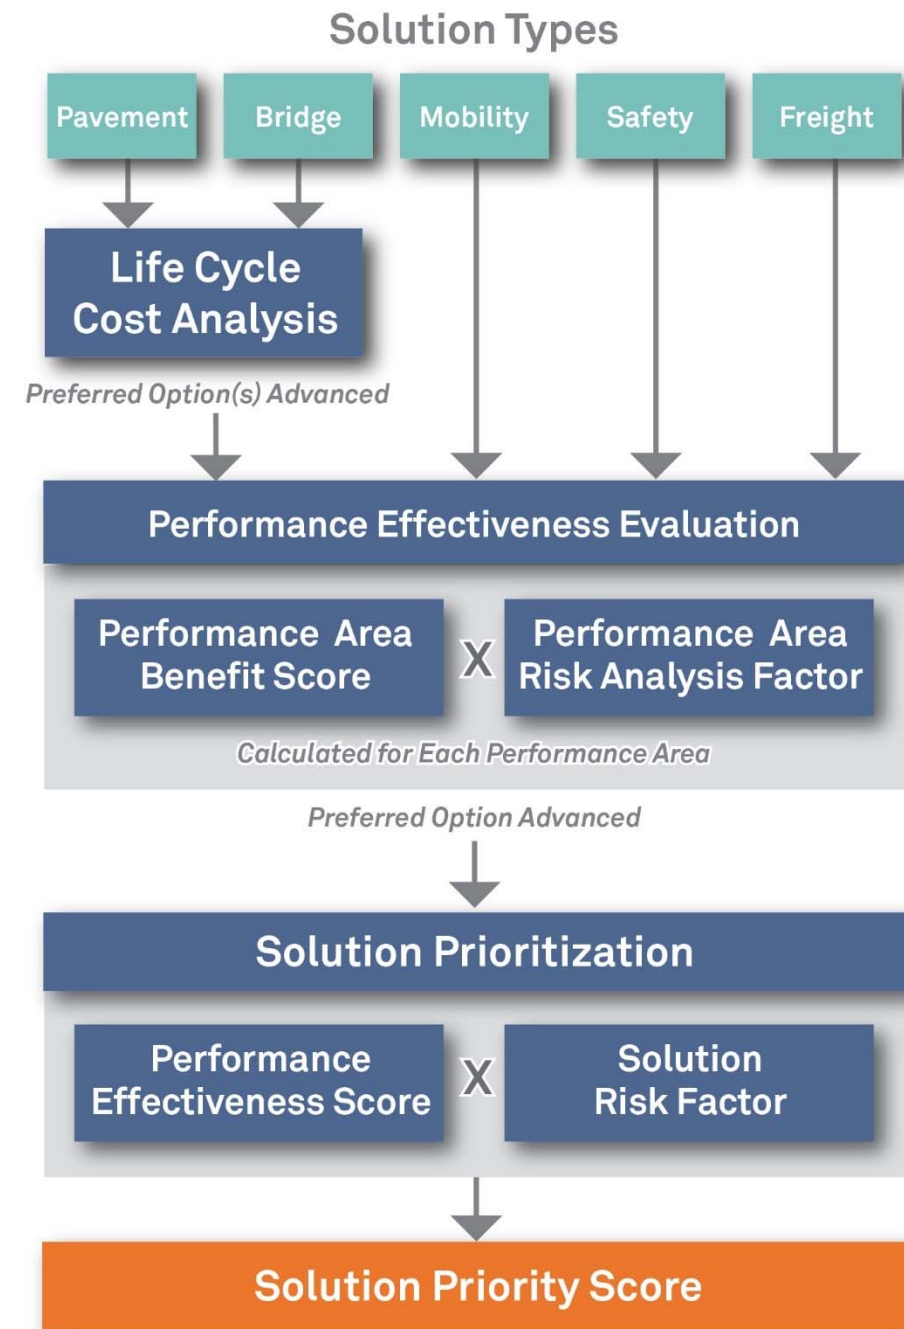 Solution Types
Pavement
Bridge
Mobility
Safety
Freight
Life Cycle
Cost Analysis
Preferred Option(s) Advanced
Performance Effectiveness Evaluation
Performance Area
Benefit Score
X
Performance Area
Risk Analysis Factor
Calculated for Each Performance Area
Preferred Option Advanced
Solution Prioritization
Performance
Effectiveness Score
X
Solution
Risk Factor
Solution Priority Score